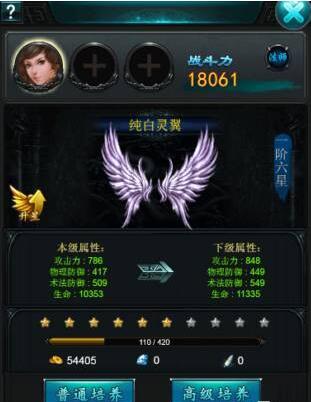 ?
战斗力
18061
法师
纯白灵翼
一阶六星
升星
本级属性：
攻击力：786
物理防御：417
术法防御：509
生命：10353
下级属性：
攻击力：848
物理防御：449
术法防御：549
生命：11335
110 / 420
54405
0
0
普通培养
高级培养